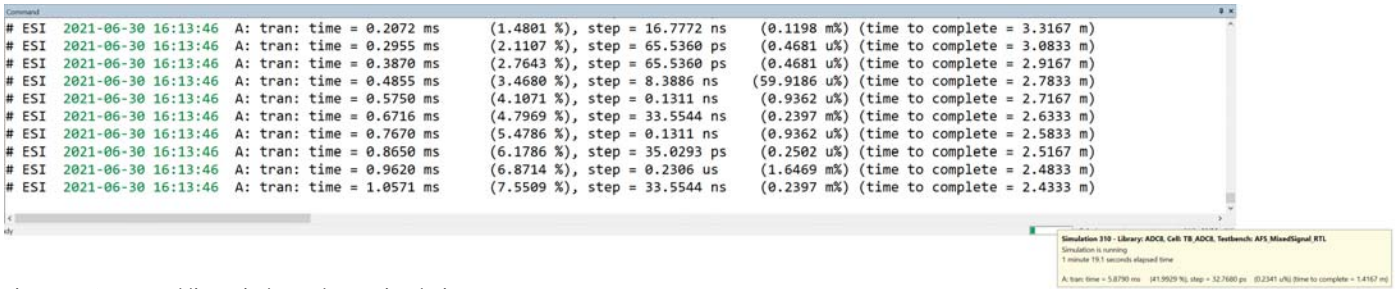 Command
# ESI 2021-06-30 16:13:46 A: tran: time = 0.2072 ms (1.4801 %), step = 16.7772 ns (0.1198 m%) (time to complete = 3.3167 m)
# ESI 2021-06-30 16:13:46 A: tran: time = 0.2955 ms (2.1107 %), step = 65.5360 ps (0.4681 u%) (time to complete = 3.0833 m)
# ESI 2021-06-30 16:13:46 A: tran: time = 0.3870 ms (2.7643 %), step = 65.5360 ps (0.4681 u%) (time to complete = 2.9167 m)
# ESI 2021-06-30 16:13:46 A: tran: time = 0.4855 ms (3.4680 %), step = 8.3886 ns (59.9186 u%) (time to complete = 2.7833 m)
# ESI 2021-06-30 16:13:46 A: tran: time = 0.5750 ms (4.1071 %), step = 0.1311 ns (0.9362 u%) (time to complete = 2.7167 m)
# ESI 2021-06-30 16:13:46 A: tran: time = 0.6716 ms (4.7969 %), step = 33.5544 ns (0.2397 m%) (time to complete = 2.6333 m)
# ESI 2021-06-30 16:13:46 A: tran: time = 0.7670 ms (5.4786 %), step = 0.1311 ns (0.9362 u%) (time to complete = 2.5833 m)
# ESI 2021-06-30 16:13:46 A: tran: time = 0.8650 ms (6.1786 %), step = 35.0293 ps (0.2502 u%) (time to complete = 2.5167 m)
# ESI 2021-06-30 16:13:46 A: tran: time = 0.9620 ms (6.8714 %), step = 0.2306 us (1.6469 m%) (time to complete = 2.4833 m)
# ESI 2021-06-30 16:13:46 A: tran: time = 1.0571 ms (7.5509 %), step = 33.5544 ns (0.2397 m%) (time to complete = 2.4333 m)
dy
Simulation 310 - Library: ADC8, Cell: TB_ADC8, Testbench: AFS_MixedSignal_RTL
Simulation is running
1 minute 19.1 seconds elapsed time
A: tran: time = 5.8790 ms (41.9929 %), step = 32.7680 ps (0.2341 u%) (time to complete = 1.4167 m)